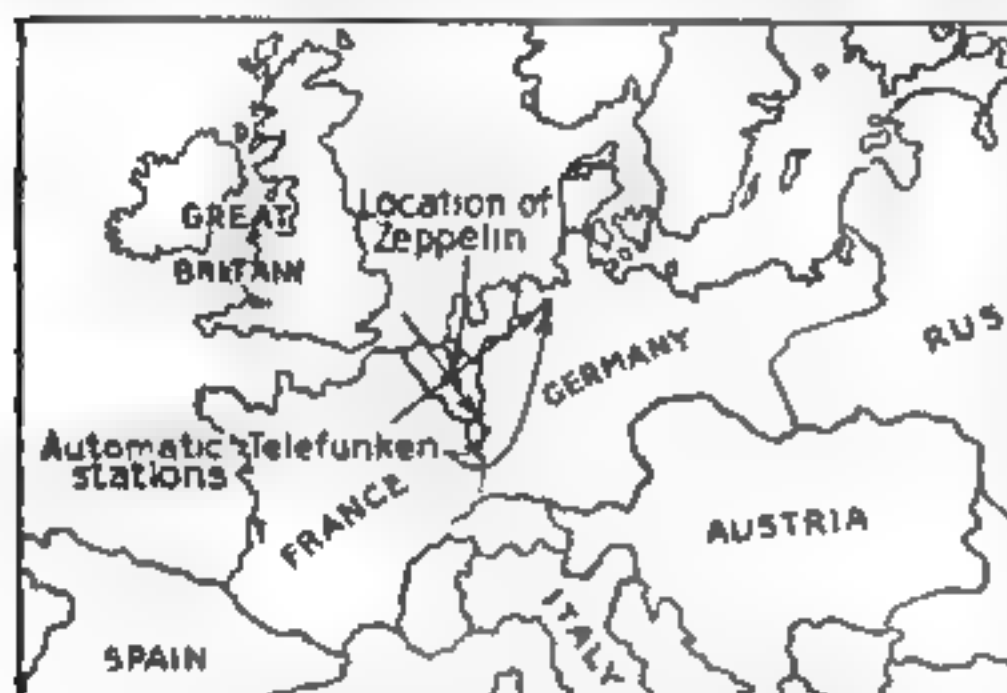 Location of
Zeppelin
GREAT
BRITAIN
GERMANY
RUS
Automatic Telefunken
stations
FRANCE
AUSTRIA
ITALY
SPAIN